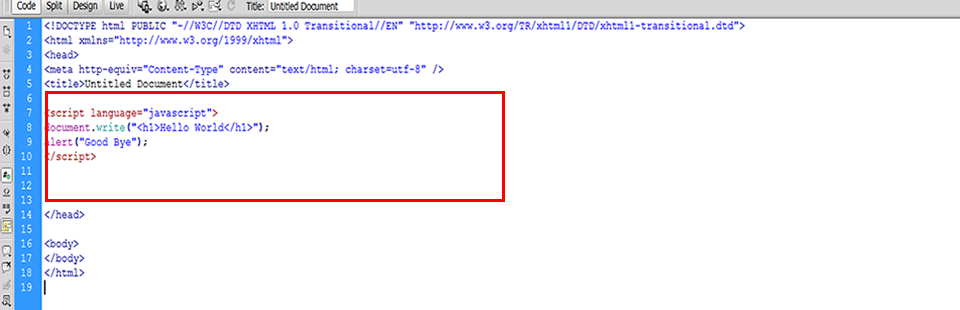 Code Split Design Live Title: Untitled Document
1 <!DOCTYPE html PUBLIC "-//W3C//DTD XHTML 1.0 Transitional//EN" "http://www.w3.org/TR/xhtml1/DTD/xhtml1-transitional.dtd">
2 <html xmlns="http://www.w3.org/1999/xhtml">
3 <head>
4 <meta http-equiv="Content-Type" content="text/html; charset=utf-8" />
5 <title>Untitled Document</title>
6
7 <script language="javascript">
8 document.write("<h1>Hello World</h1>");
9 alert("Good Bye");
10 </script>
11
12
13
14 </head>
15
16 <body>
17 </body>
18 </html>
19